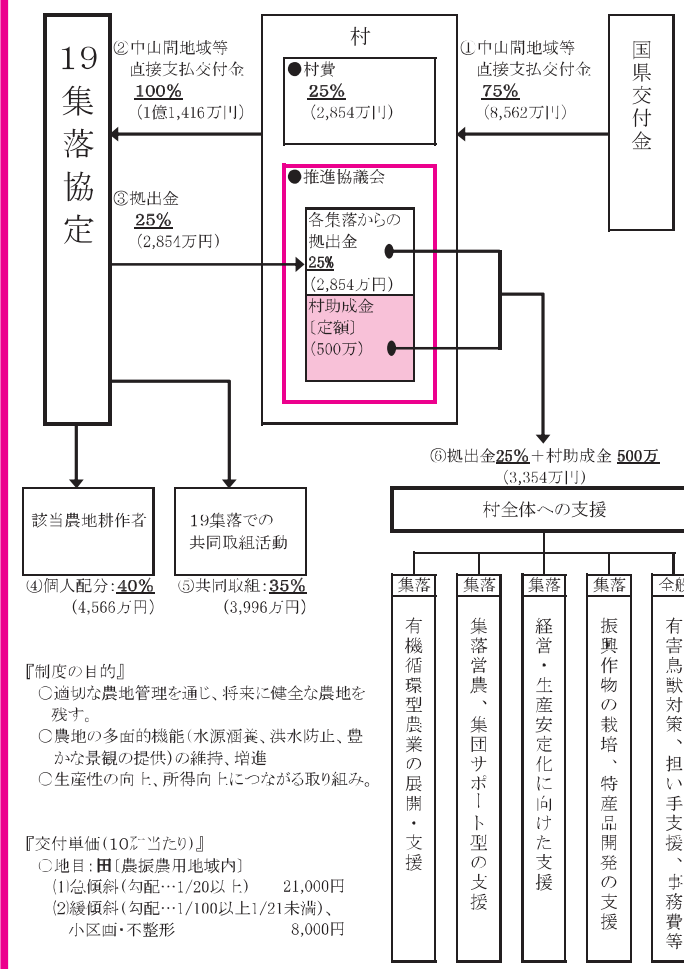 19集落協定
②中山間地域等
直接支払交付金
100%
(1億1,416万円)
③拠出金
25%
(2,854万円)
村
●村費
25%
(2,854万円)
●推進協議会
各集落からの
拠出金
25%
(2,854万円)
村助成金
〔定額〕
(500万)
①中山間地域等
直接支払交付金
75%
(8,562万円)
国県交付金
⑥拠出金25%+村助成金 500万
(3,354万円)
村全体への支援
該当農地耕作者
④個人配分:40%
(4,566万円)
19集落での
共同取組活動
⑤共同取組:35%
(3,996万円)
集落
有機循環型農業の展開・支援
集落
集落営農、集団サポート型の支援
集落
経営・生産安定化に向けた支援
集落
振興作物の栽培、特産品開発の支援
全般
有害鳥獣対策、担い手支援、事務費等
『制度の目的』
○適切な農地管理を通じ、将来に健全な農地を
残す。
○農地の多面的機能(水源涵養、洪水防止、豊
かな景観の提供)の維持、増進
○生産性の向上、所得向上につながる取り組み。
『交付単価(10㌃当たり)』
○地目:田〔農振農用地域内〕
(1)急傾斜(勾配…1/20以上) 21,000円
(2)緩傾斜(勾配…1/100以上1/21未満)、
小区画・不整形 8,000円